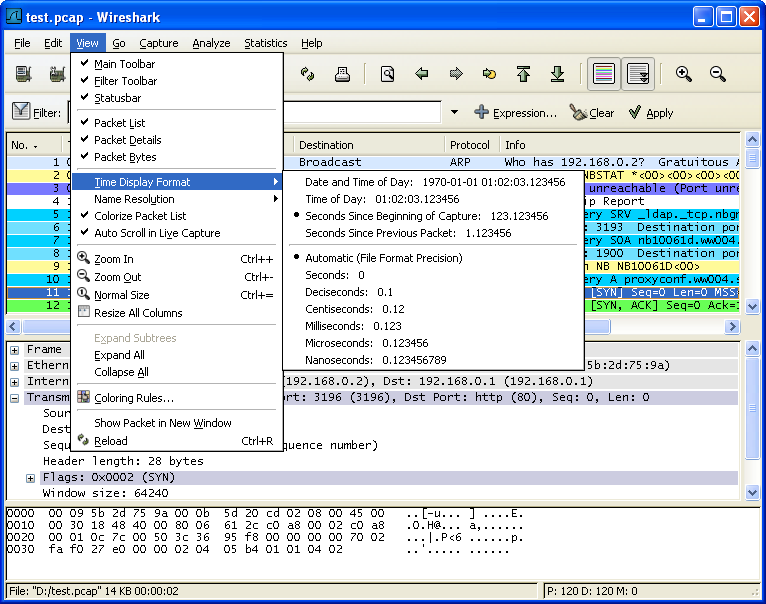 test.pcap - Wireshark
File Edit View Go Capture Analyze Statistics Help
Main Toolbar
Filter Toolbar
Statusbar
Packet List
Packet Details
Packet Bytes
Time Display Format
Name Resolution
Colorize Packet List
Auto Scroll in Live Capture
Zoom In Ctrl++
Zoom Out Ctrl+-
Normal Size Ctrl+=
Resize All Columns
Expand Subtrees
Expand All
Collapse All
Coloring Rules...
Show Packet in New Window
Reload Ctrl+R
Date and Time of Day: 1970-01-01 01:02:03.123456
Time of Day: 01:02:03.123456
Seconds Since Beginning of Capture: 123.123456
Seconds Since Previous Packet: 1.123456
Automatic (File Format Precision)
Seconds: 0
Deciseconds: 0.1
Centiseconds: 0.12
Milliseconds: 0.123
Microseconds: 0.123456
Nanoseconds: 0.123456789
Filter: Expression... Clear Apply
No. Destination Protocol Info
1 Broadcast ARP Who has 192.168.0.2? Gratuitous A
2 NBSTAT *<00><00><00><0
3 unreachable (Port unr
4 ip Report
5 ery SRV _ldap._tcp.nbgn
6 : 3193 Destination port
7 ery SOA nb10061d.ww004.
8 : 1900 Destination port
9 on NB NB10061D<00>
10 ery A proxyconf.ww004.s
11 [SYN] Seq=0 Len=0 MSS=
12 [SYN, ACK] Seq=0 Ack=1
Frame
Ethern 5b:2d:75:9a)
Intern (192.168.0.2), Dst: 192.168.0.1 (192.168.0.1)
Transm ort: 3196 (3196), Dst Port: http (80), Seq: 0, Len: 0
Sour
Dest
Sequ equence number)
Header length: 28 bytes
Flags: 0x0002 (SYN)
Window size: 64240
0000 00 09 5b 2d 75 9a 00 0b 5d 20 cd 02 08 00 45 00 ..[-u... ] ....E.
0010 00 30 18 48 40 00 80 06 61 2c c0 a8 00 02 c0 a8 .0.H@... a,......
0020 00 01 0c 7c 00 50 3c 36 95 f8 00 00 00 00 70 02 ...|.P<6 ......p.
0030 fa f0 27 e0 00 00 02 04 05 b4 01 01 04 02 ..'..... ......
File: "D:/test.pcap" 14 KB 00:00:02 P: 120 D: 120 M: 0